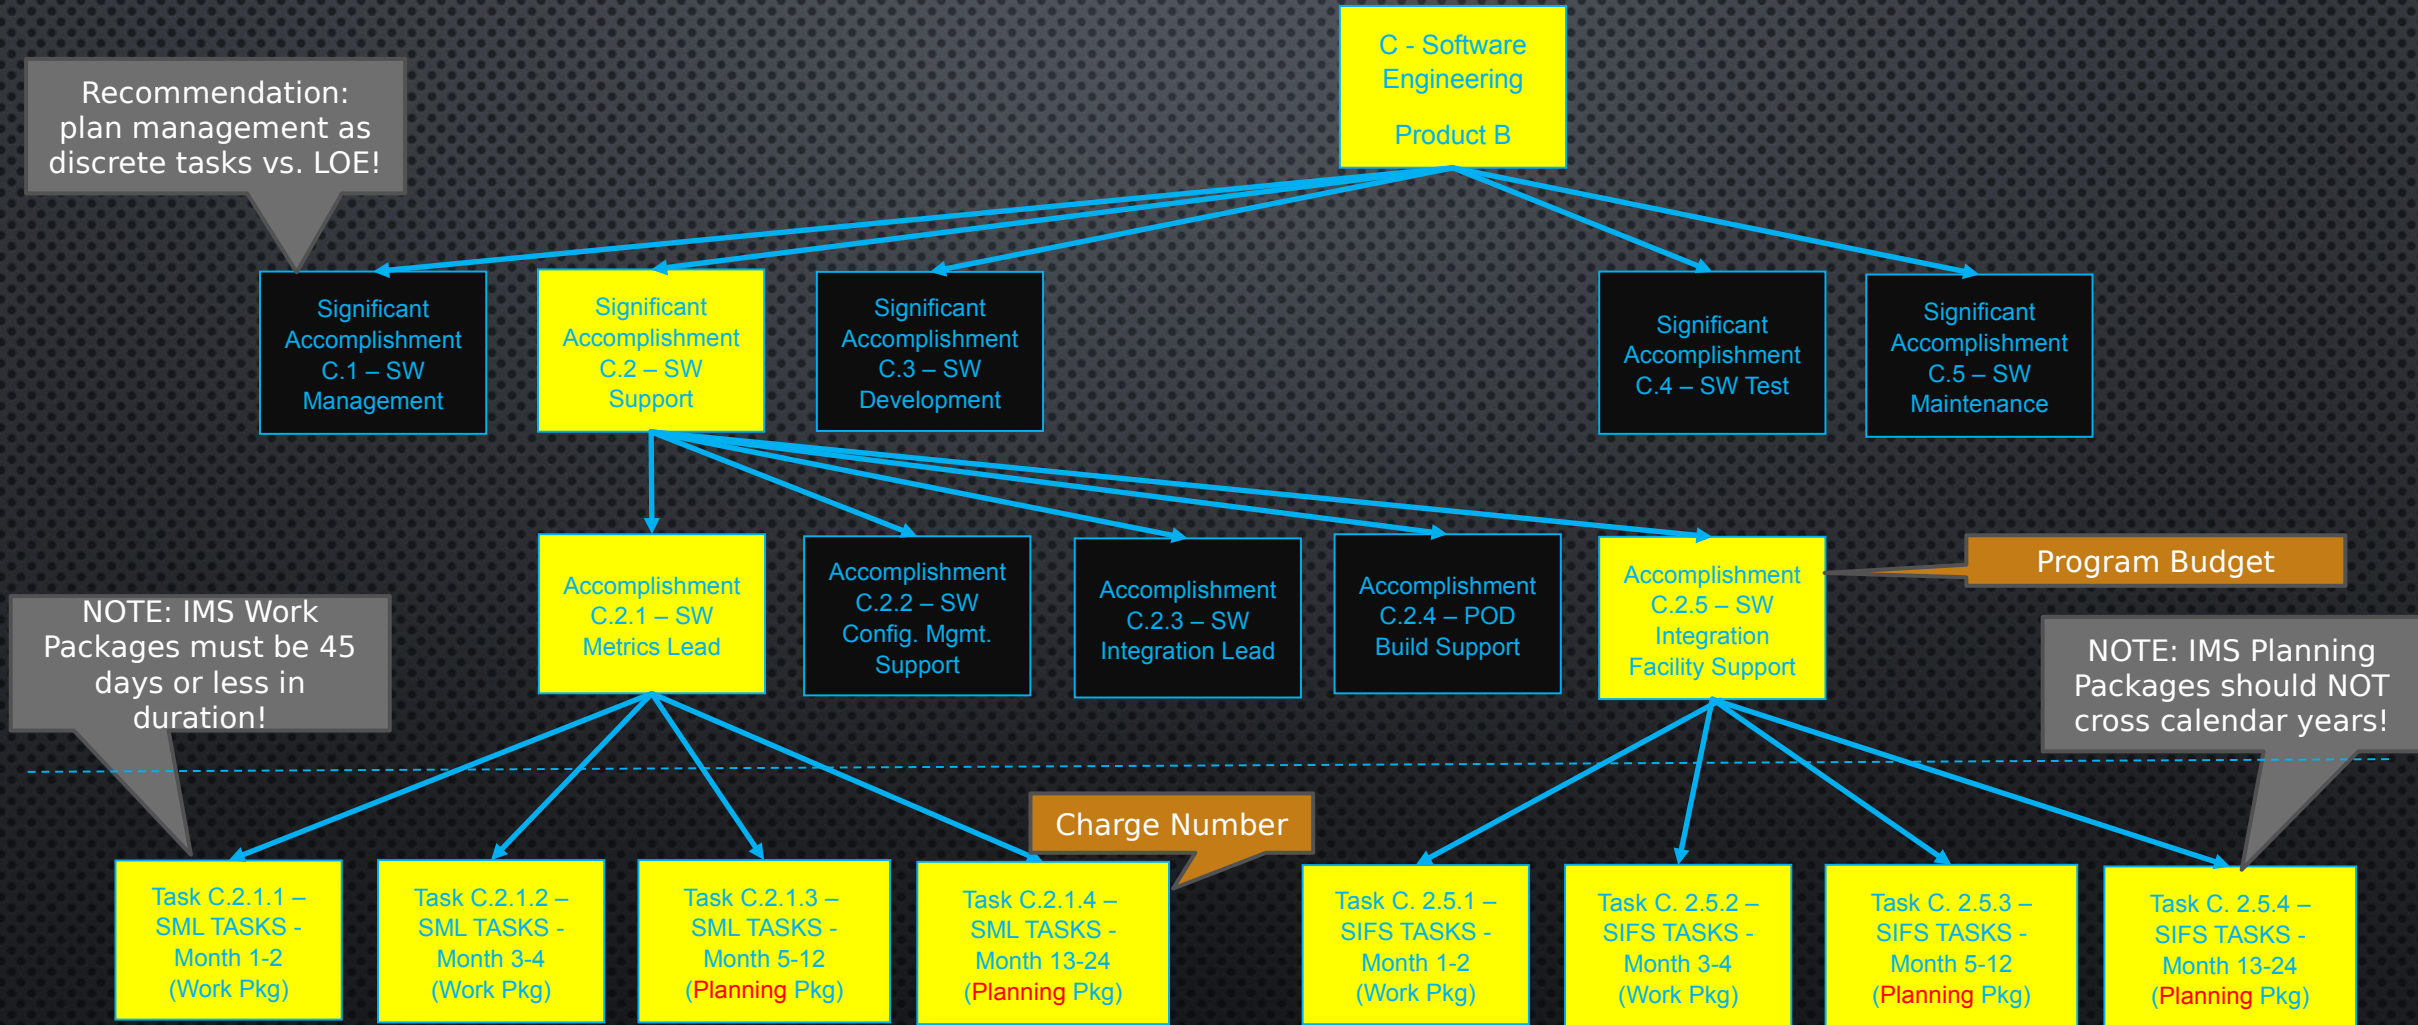 C - Software
Engineering
Product B
Recommendation:
plan management as
discrete tasks vs. LOE!
Significant
Accomplishment
C.1 – SW
Management
Significant
Accomplishment
C.2 – SW
Support
Significant
Accomplishment
C.3 – SW
Development
Significant
Accomplishment
C.4 – SW Test
Significant
Accomplishment
C.5 – SW
Maintenance
Accomplishment
C.2.1 – SW
Metrics Lead
Accomplishment
C.2.2 – SW
Config. Mgmt.
Support
Accomplishment
C.2.3 – SW
Integration Lead
Accomplishment
C.2.4 – POD
Build Support
Accomplishment
C.2.5 – SW
Integration
Facility Support
Program Budget
NOTE: IMS Work
Packages must be 45
days or less in
duration!
NOTE: IMS Planning
Packages should NOT
cross calendar years!
Charge Number
Task C.2.1.1 –
SML TASKS -
Month 1-2
(Work Pkg)
Task C.2.1.2 –
SML TASKS -
Month 3-4
(Work Pkg)
Task C.2.1.3 –
SML TASKS -
Month 5-12
(Planning Pkg)
Task C.2.1.4 –
SML TASKS -
Month 13-24
(Planning Pkg)
Task C. 2.5.1 –
SIFS TASKS -
Month 1-2
(Work Pkg)
Task C. 2.5.2 –
SIFS TASKS -
Month 3-4
(Work Pkg)
Task C. 2.5.3 –
SIFS TASKS -
Month 5-12
(Planning Pkg)
Task C. 2.5.4 –
SIFS TASKS -
Month 13-24
(Planning Pkg)